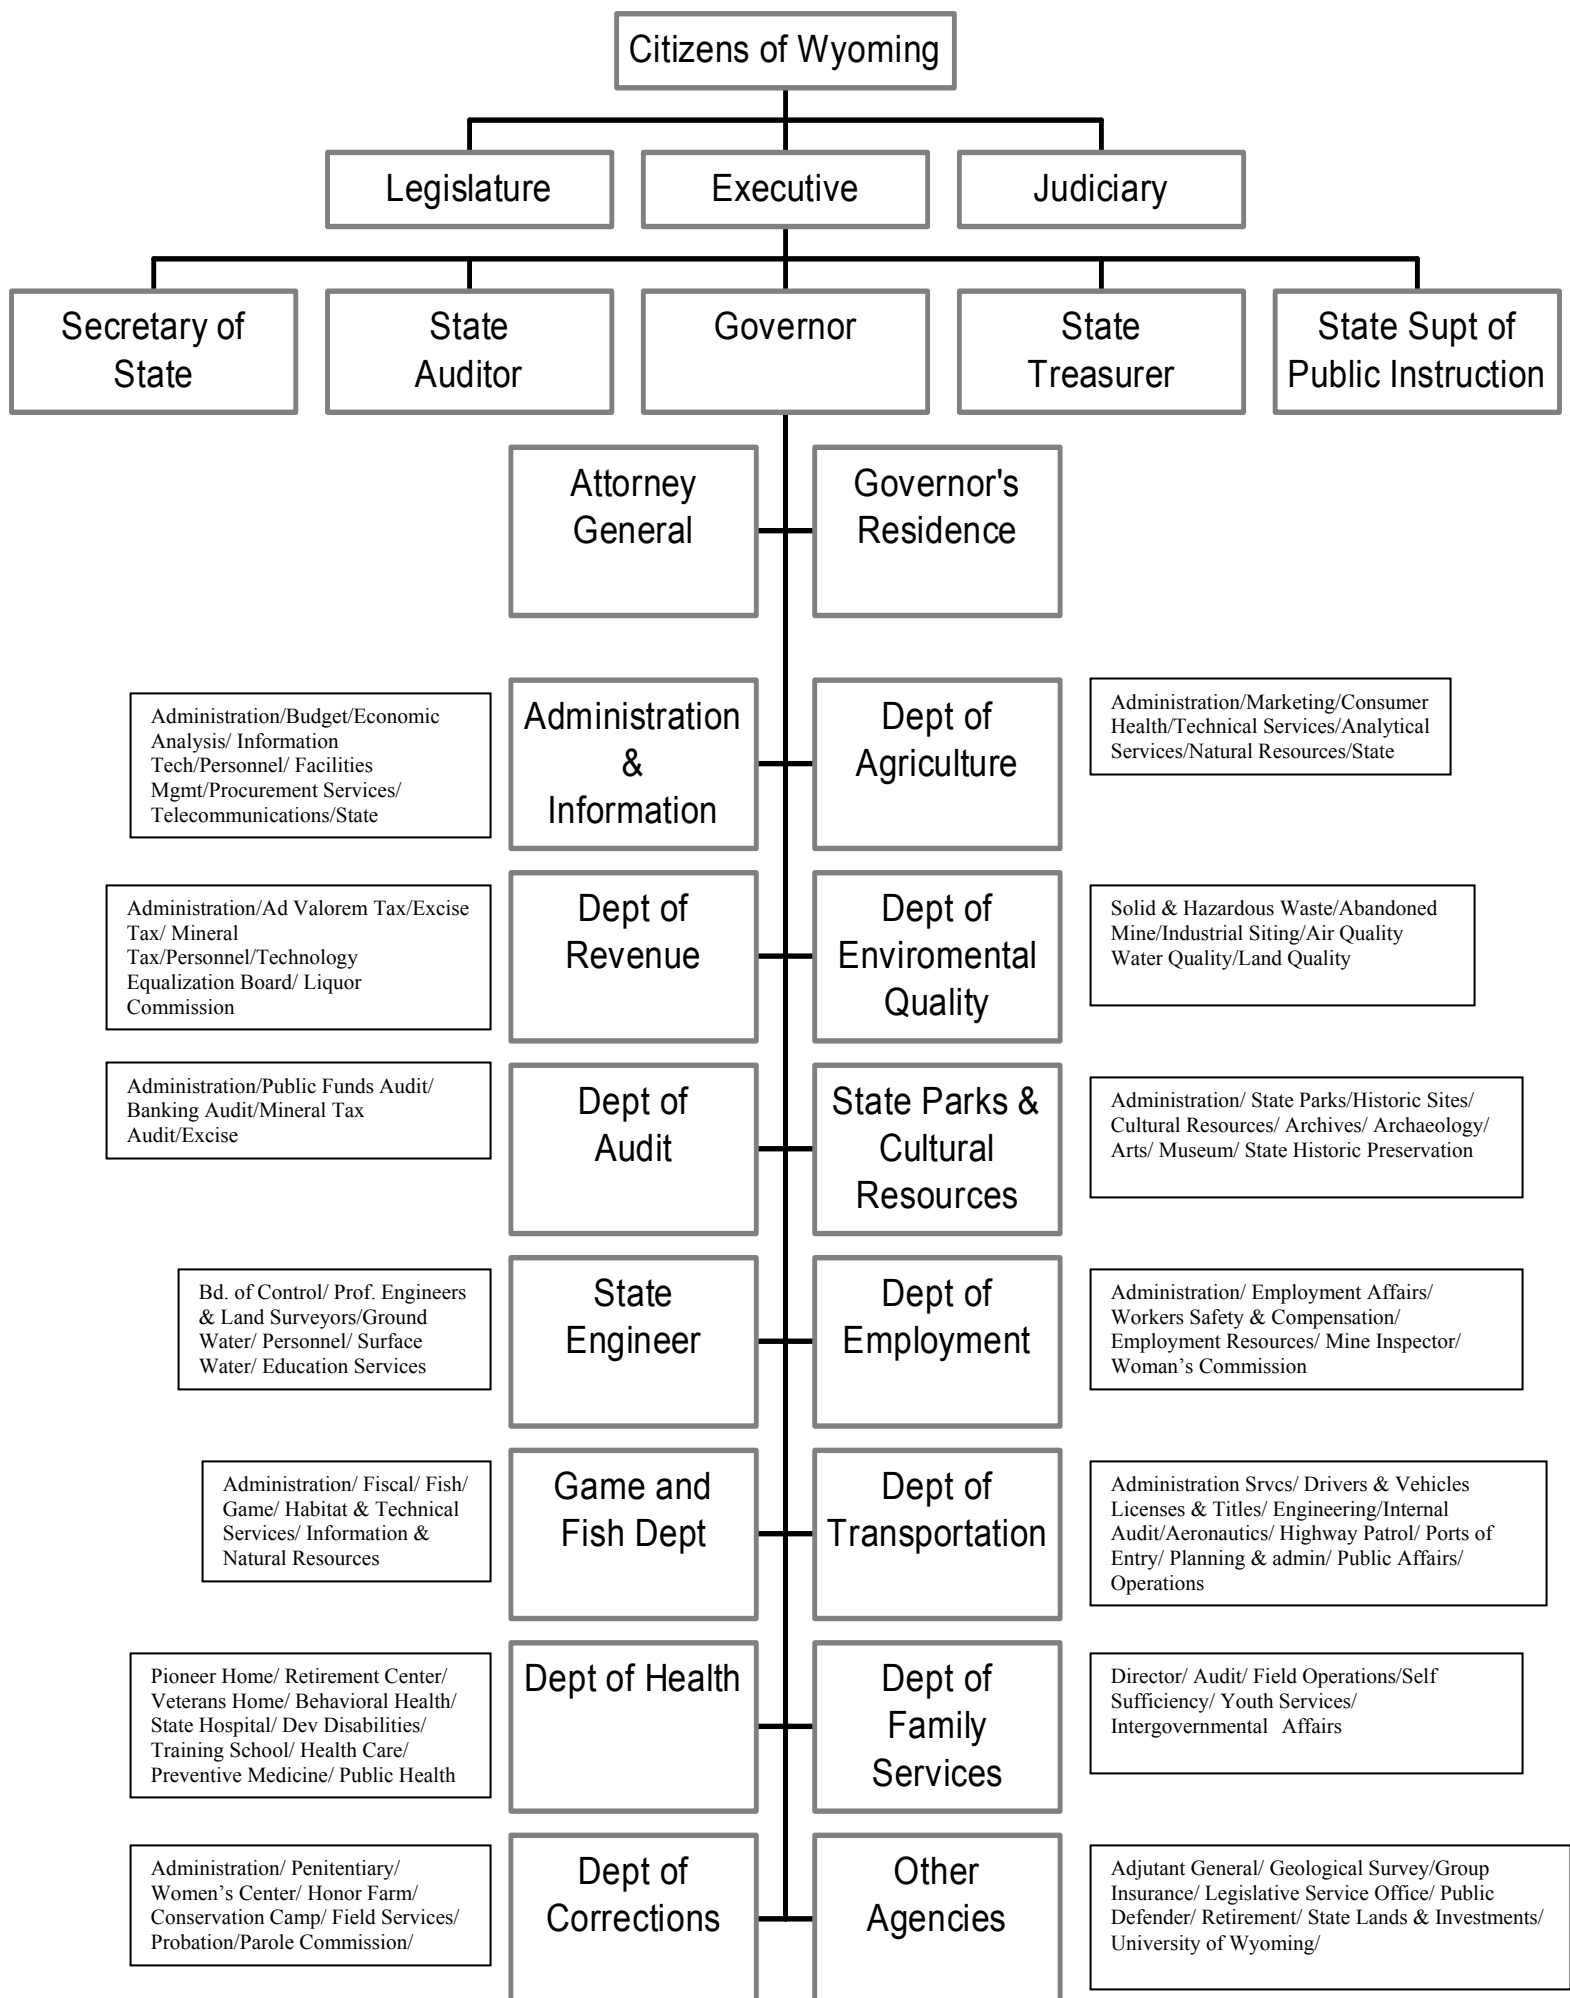 Citizens of Wyoming
Legislature
Executive
Judiciary
Secretary of
State
State
Auditor
Governor
State
Treasurer
State Supt of
Public Instruction
Attorney
General
Governor's
Residence
Administration/Budget/Economic
Analysis/ Information
Tech/Personnel/ Facilities
Mgmt/Procurement Services/
Telecommunications/State
Administration
&
Information
Dept of
Agriculture
Administration/Marketing/Consumer
Health/Technical Services/Analytical
Services/Natural Resources/State
Administration/Ad Valorem Tax/Excise
Tax/ Mineral
Tax/Personnel/Technology
Equalization Board/ Liquor
Commission
Dept of
Revenue
Dept of
Enviromental
Quality
Solid & Hazardous Waste/Abandoned
Mine/Industrial Siting/Air Quality
Water Quality/Land Quality
Administration/Public Funds Audit/
Banking Audit/Mineral Tax
Audit/Excise
Dept of
Audit
State Parks &
Cultural
Resources
Administration/ State Parks/Historic Sites/
Cultural Resources/ Archives/ Archaeology/
Arts/ Museum/ State Historic Preservation
Bd. of Control/ Prof. Engineers
& Land Surveyors/Ground
Water/ Personnel/ Surface
Water/ Education Services
State
Engineer
Dept of
Employment
Administration/ Employment Affairs/
Workers Safety & Compensation/
Employment Resources/ Mine Inspector/
Woman’s Commission
Administration/ Fiscal/ Fish/
Game/ Habitat & Technical
Services/ Information &
Natural Resources
Game and
Fish Dept
Dept of
Transportation
Administration Srvcs/ Drivers & Vehicles
Licenses & Titles/ Engineering/Internal
Audit/Aeronautics/ Highway Patrol/ Ports of
Entry/ Planning & admin/ Public Affairs/
Operations
Pioneer Home/ Retirement Center/
Veterans Home/ Behavioral Health/
State Hospital/ Dev Disabilities/
Training School/ Health Care/
Preventive Medicine/ Public Health
Dept of Health
Dept of
Family
Services
Director/ Audit/ Field Operations/Self
Sufficiency/ Youth Services/
Intergovernmental Affairs
Administration/ Penitentiary/
Women’s Center/ Honor Farm/
Conservation Camp/ Field Services/
Probation/Parole Commission/
Dept of
Corrections
Other
Agencies
Adjutant General/ Geological Survey/Group
Insurance/ Legislative Service Office/ Public
Defender/ Retirement/ State Lands & Investments/
University of Wyoming/